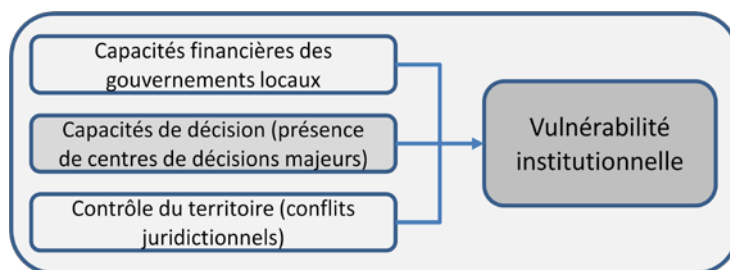 Capacités financières des
gouvernements locaux
Capacités de décision (présence
de centres de décisions majeurs)
Contrôle du territoire (conflits
juridictionnels)
Vulnérabilité
institutionnelle